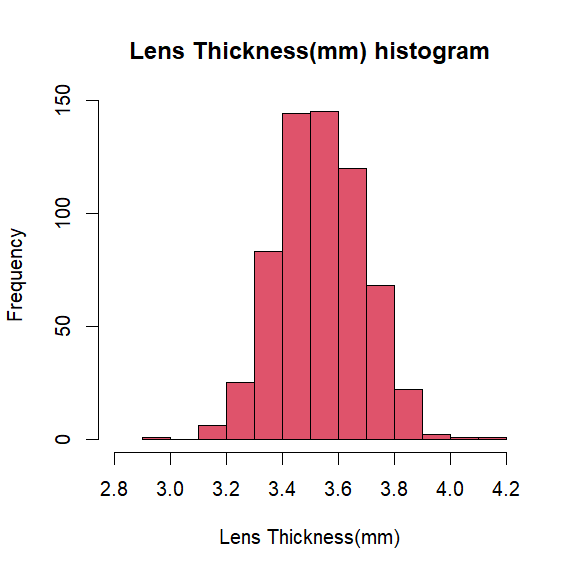 Lens Thickness(mm) histogram
150
100
50
0
Frequency
2.8 3.0 3.2 3.4 3.6 3.8 4.0 4.2
Lens Thickness(mm)